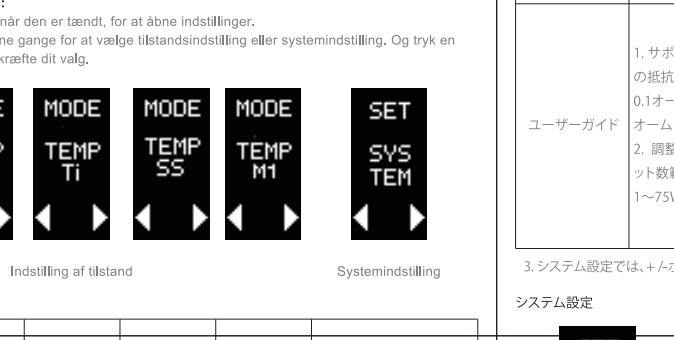 når den er tændt, for at åbne indstillinger.
gange for at vælge tilstandsindstilling eller systemindstilling. Og tryk en
dit valg.
MODE
TEMP
Ti
MODE
TEMP
SS
MODE
TEMP
M1
SET
SYS
TEM
Indstilling af tilstand
Systemindstilling
ユーザーガイド
1. サポ
の抵抗
0.1オー
オーム
2. 調整
ット数範
1～75W
3. システム設定では、+/-ボ
システム設定